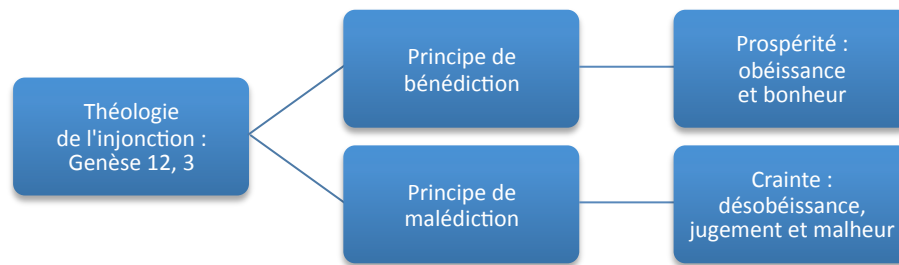 Théologie
de l'injonction :
Genèse 12, 3
Principe de
bénédiction
Prospérité :
obéissance
et bonheur
Principe de
malédiction
Crainte :
désobéissance,
jugement et malheur